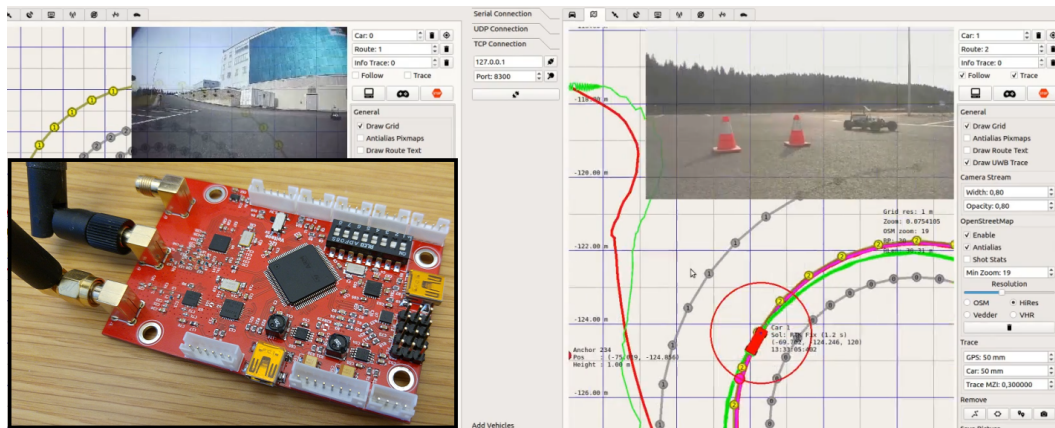 Car: 0
Route: 1
Info Trace: 0
Follow
Trace
General
Draw Grid
Antialias Pixmaps
Draw Route Text
Serial Connection
UDP Connection
TCP Connection
127.0.0.1
Port: 8300
Add Vehicles
-118.00 m
-120.00 m
-122.00 m
-124.00 m
-126.00 m
Grid res: 1 m
Zoom: 0.0754105
OSM zoom: 19
Car 1
13:33:05:402
Anchor 234
Height : 1.00 m
Car: 1
Route: 2
Info Trace: 0
Follow
Trace
General
Draw Grid
Antialias Pixmaps
Draw Route Text
Draw UWB Trace
Camera Stream
Width: 0,80
Opacity: 0,80
OpenStreetMap
Enable
Antialias
Shot Stats
Min Zoom: 19
Resolution
OSM
HiRes
Vedder
VHR
Trace
GPS: 50 mm
Car: 50 mm
Trace MZI: 0,300000
Remove